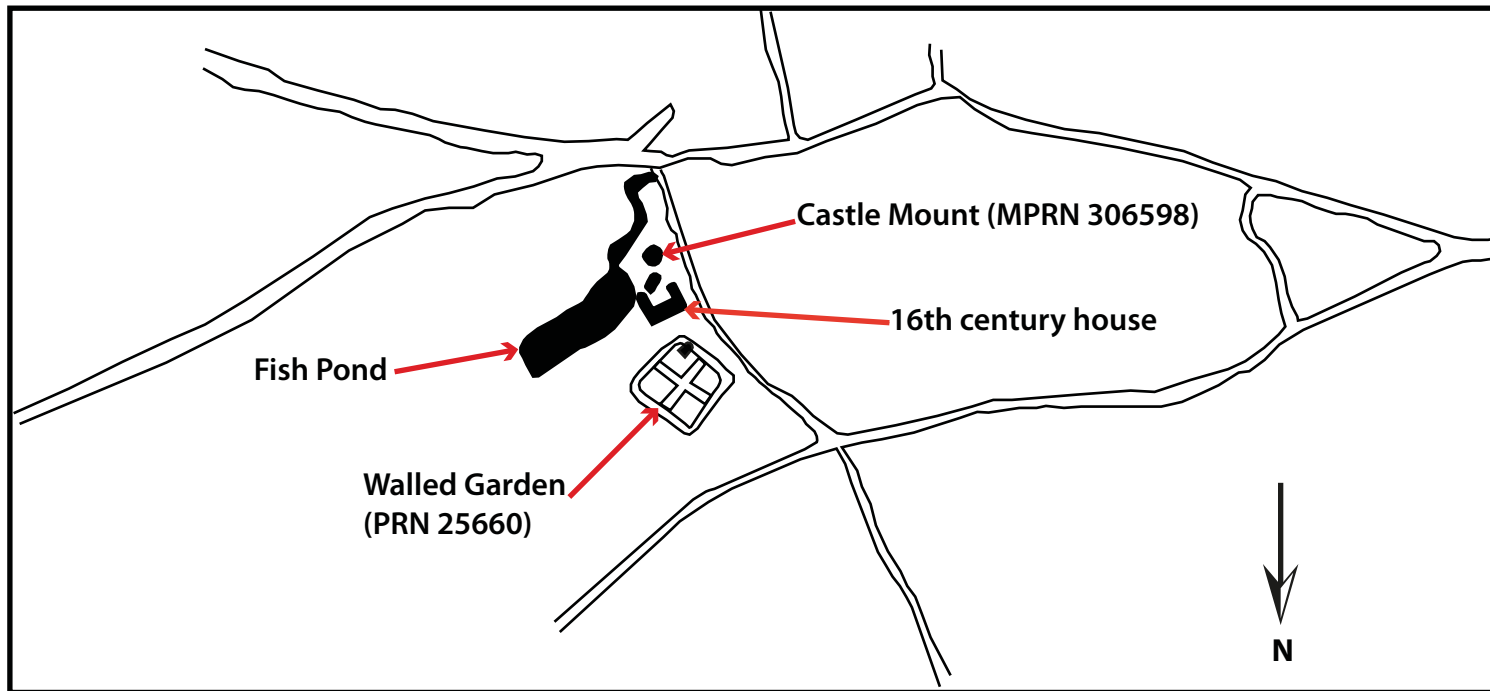 Castle Mount (MPRN 306598)
16th century house
Fish Pond
Walled Garden
(PRN 25660)
N